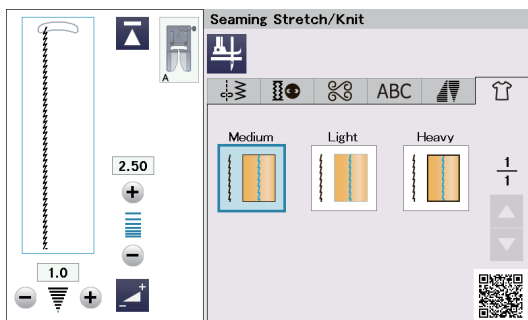 Seaming Stretch/Knit
A
ABC
Medium Light Heavy
1
1
2.50
1.0